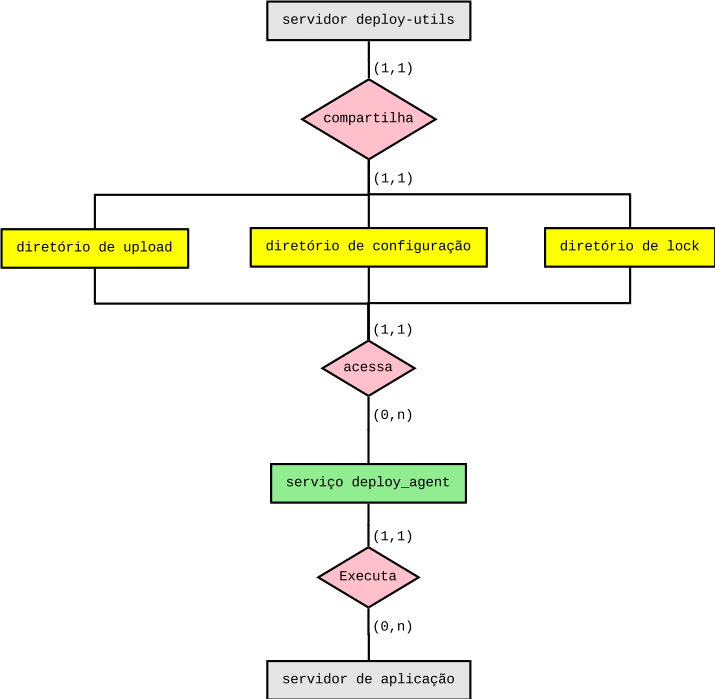 servidor deploy-utils
(1,1)
compartilha
(1,1)
diretório de upload
diretório de configuração
diretório de lock
(1,1)
acessa
(0,n)
serviço deploy_agent
(1,1)
Executa
(0,n)
servidor de aplicação